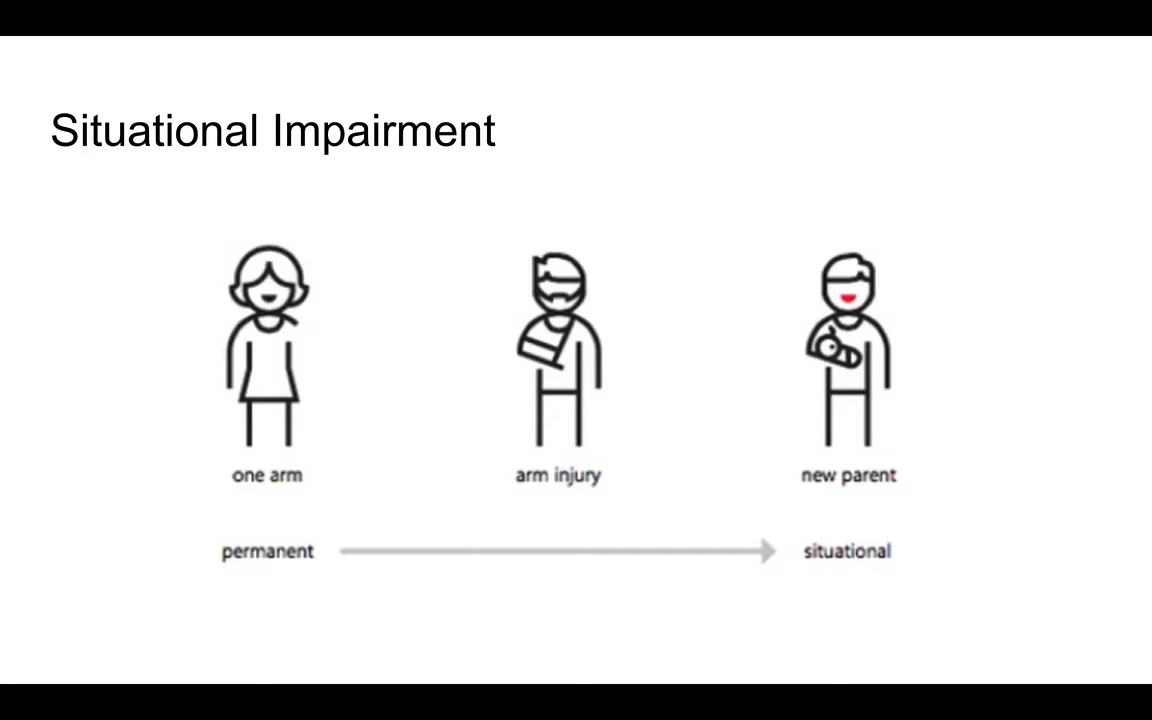 Situational Impairment
one arm
arm injury
new parent
permanent
situational